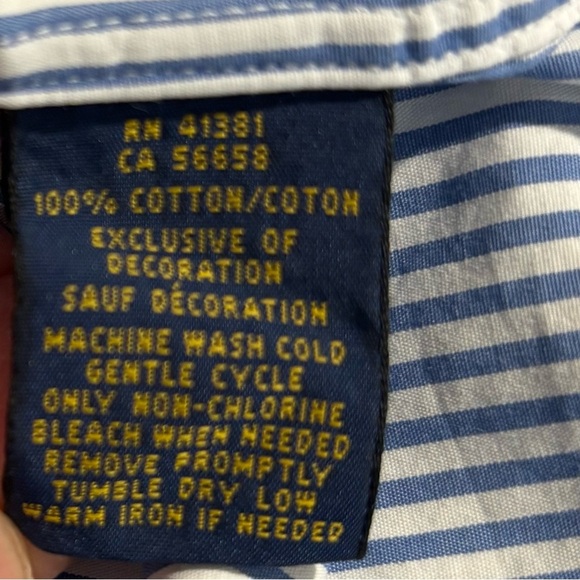 RN 41381
CA 56658
100% COTTON/COTON
EXCLUSIVE OF
DECORATION
SAUF DÉCORATION
MACHINE WASH COLD
GENTLE CYCLE
ONLY NON-CHLORINE
BLEACH WHEN NEEDED
REMOVE PROMPTLY
TUMBLE DRY LOW
WARM IRON IF NEEDED